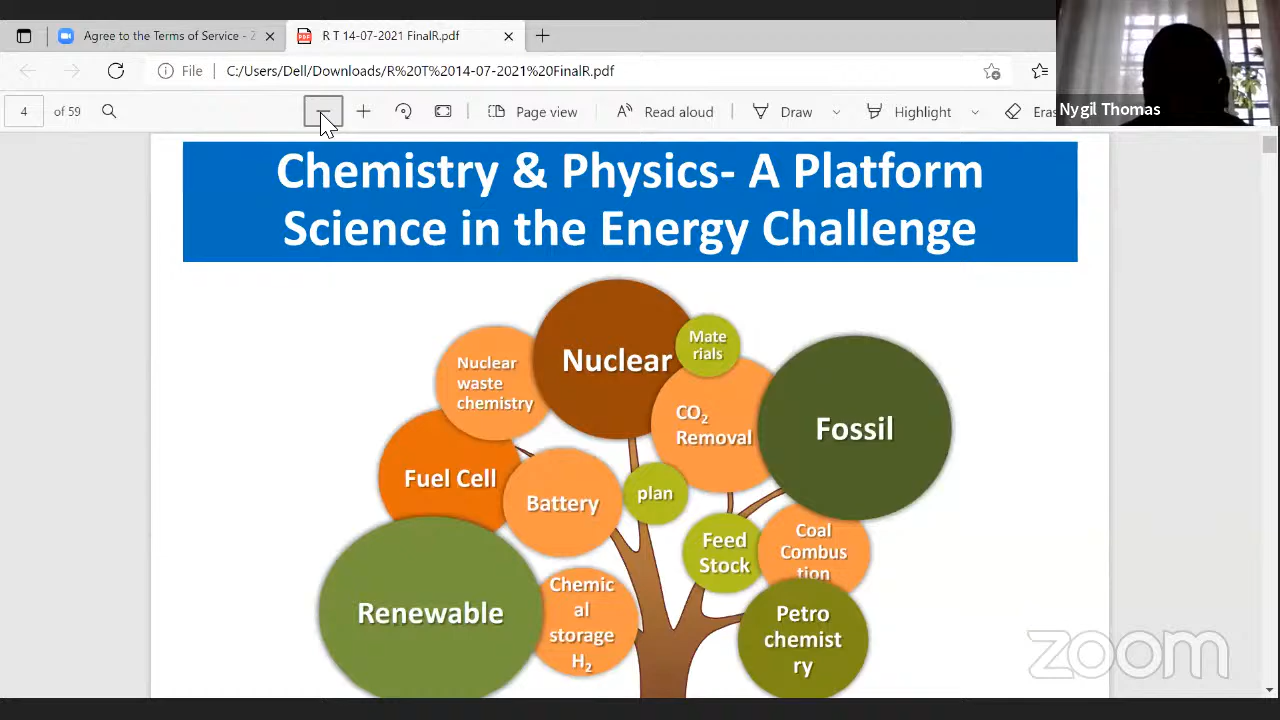 Agree to the Terms of Service - Z
R T 14-07-2021 FinalR.pdf
File
C:/Users/Dell/Downloads/R%20T%2014-07-2021%20FinalR.pdf
4 of 59
Page view
Read aloud
Draw
Highlight
Eras
Nygil Thomas
Chemistry & Physics- A Platform
Science in the Energy Challenge
Nuclear
Mate
rials
Nuclear
waste
chemistry
CO₂
Removal
Fossil
Fuel Cell
Battery
plan
Feed
Stock
Coal
Combus
tion
Renewable
Chemic
al
storage
H₂
Petro
chemist
ry
zoom